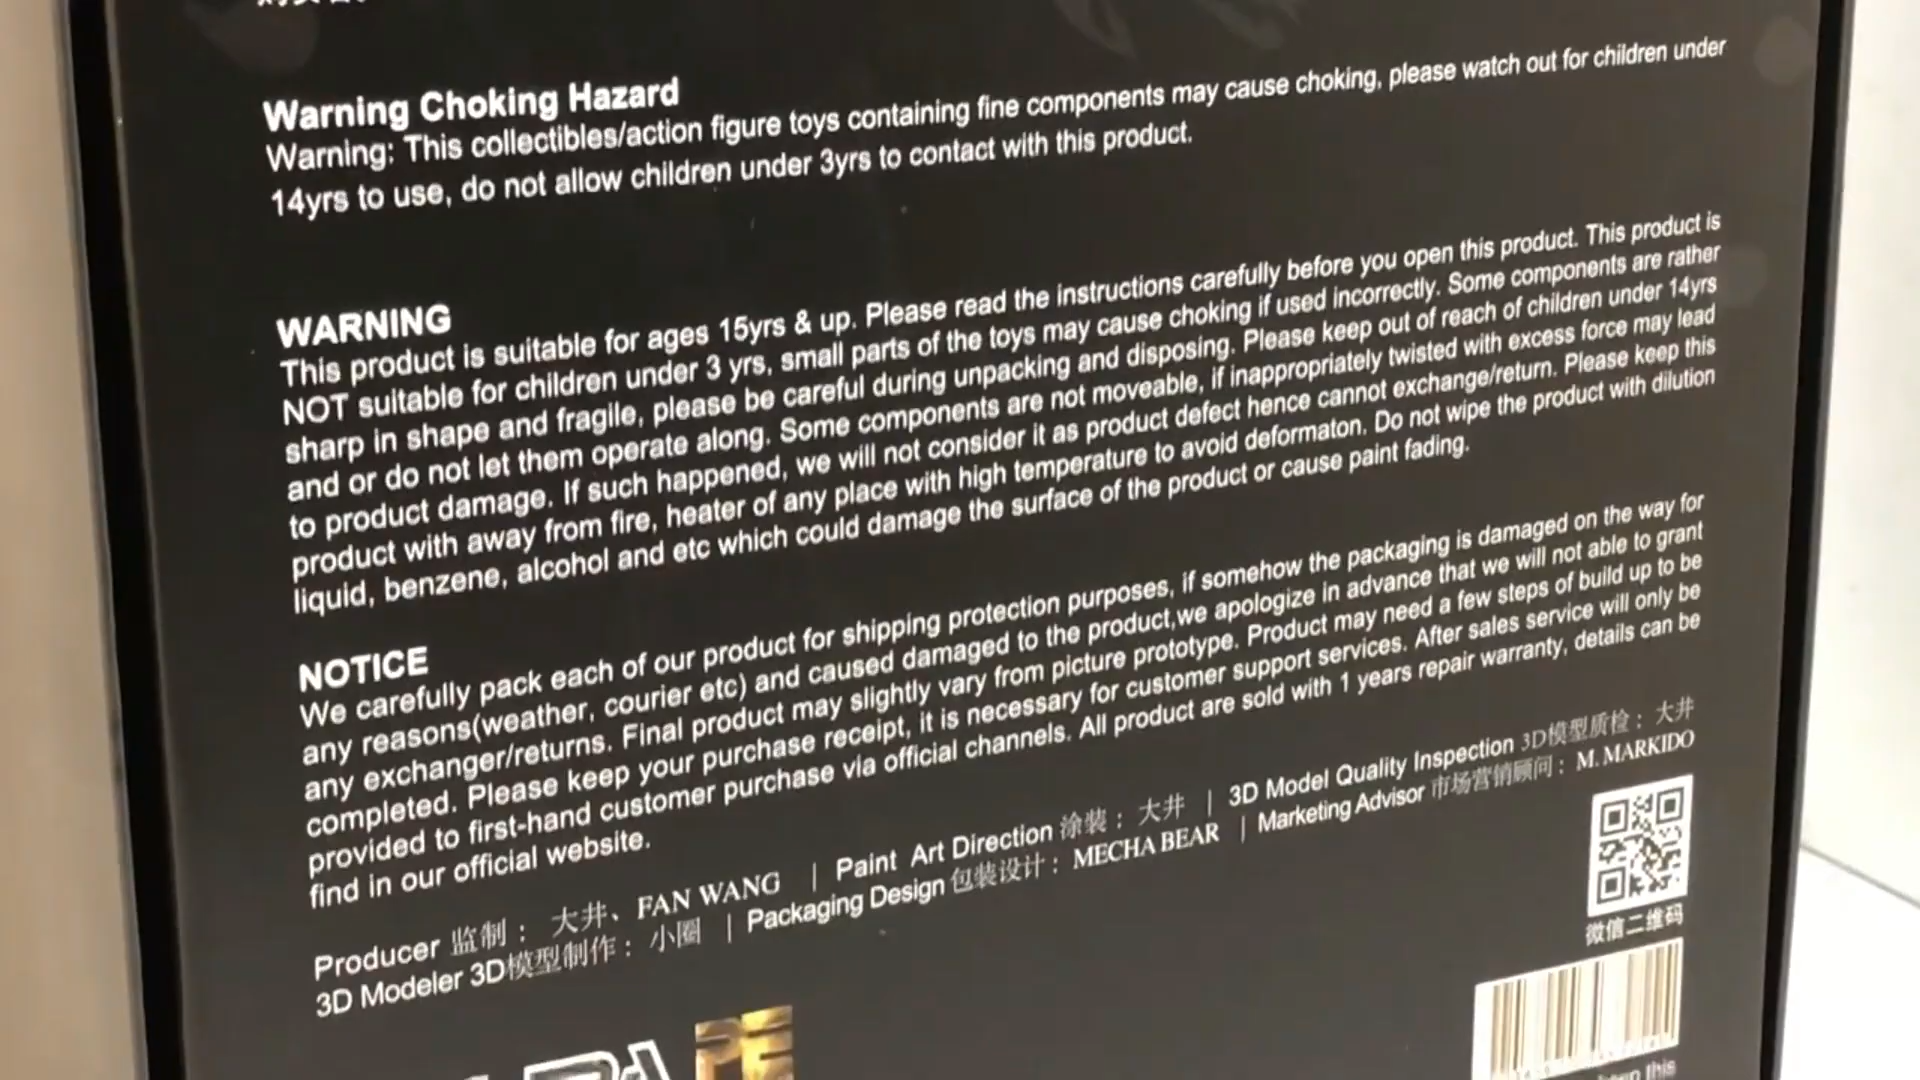 Warning Choking Hazard
Warning: This collectibles/action figure toys containing fine components may cause choking, please watch out for children under
14yrs to use, do not allow children under 3yrs to contact with this product.
WARNING
This product is suitable for ages 15yrs & up. Please read the instructions carefully before you open this product. This product is
NOT suitable for children under 3 yrs, small parts of the toys may cause choking if used incorrectly. Some components are rather
sharp in shape and fragile, please be careful during unpacking and disposing. Please keep out of reach of children under 14yrs
and or do not let them operate along. Some components are not moveable, if inappropriately twisted with excess force may lead
to product damage. If such happened, we will not consider it as product defect hence cannot exchange/return. Please keep this
product with away from fire, heater of any place with high temperature to avoid deformaton. Do not wipe the product with dilution
liquid, benzene, alcohol and etc which could damage the surface of the product or cause paint fading.
NOTICE
We carefully pack each of our product for shipping protection purposes, if somehow the packaging is damaged on the way for
any reasons(weather, courier etc) and caused damaged to the product,we apologize in advance that we will not able to grant
any exchanger/returns. Final product may slightly vary from picture prototype. Product may need a few steps of build up to be
completed. Please keep your purchase receipt, it is necessary for customer support services. After sales service will only be
provided to first-hand customer purchase via official channels. All product are sold with 1 years repair warranty, details can be
find in our official website.
Producer 监制： 大井、FAN WANG | Paint Art Direction 涂装： 大井 | 3D Model Quality Inspection 3D模型质检： 大井
3D Modeler 3D模型制作： 小圈 | Packaging Design 包装设计： MECHA BEAR | Marketing Advisor 市场营销顾问： M. MARKIDO
微信二维码
this